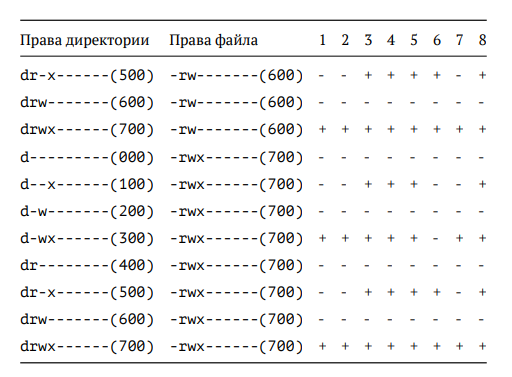 Права директории Права файла 1 2 3 4 5 6 7 8
dr-x------(500) -rw-------(600) - - + + + + - +
drw-------(600) -rw-------(600) - - - - - - - -
drwx------(700) -rw-------(600) + + + + + + + +
d---------(000) -rwx------(700) - - - - - - - -
d--x------(100) -rwx------(700) - - + + + - - +
d-w-------(200) -rwx------(700) - - - - - - - -
d-wx------(300) -rwx------(700) + + + + + - + +
dr--------(400) -rwx------(700) - - - - - - - -
dr-x------(500) -rwx------(700) - - + + + + - +
drw-------(600) -rwx------(700) - - - - - - - -
drwx------(700) -rwx------(700) + + + + + + + +